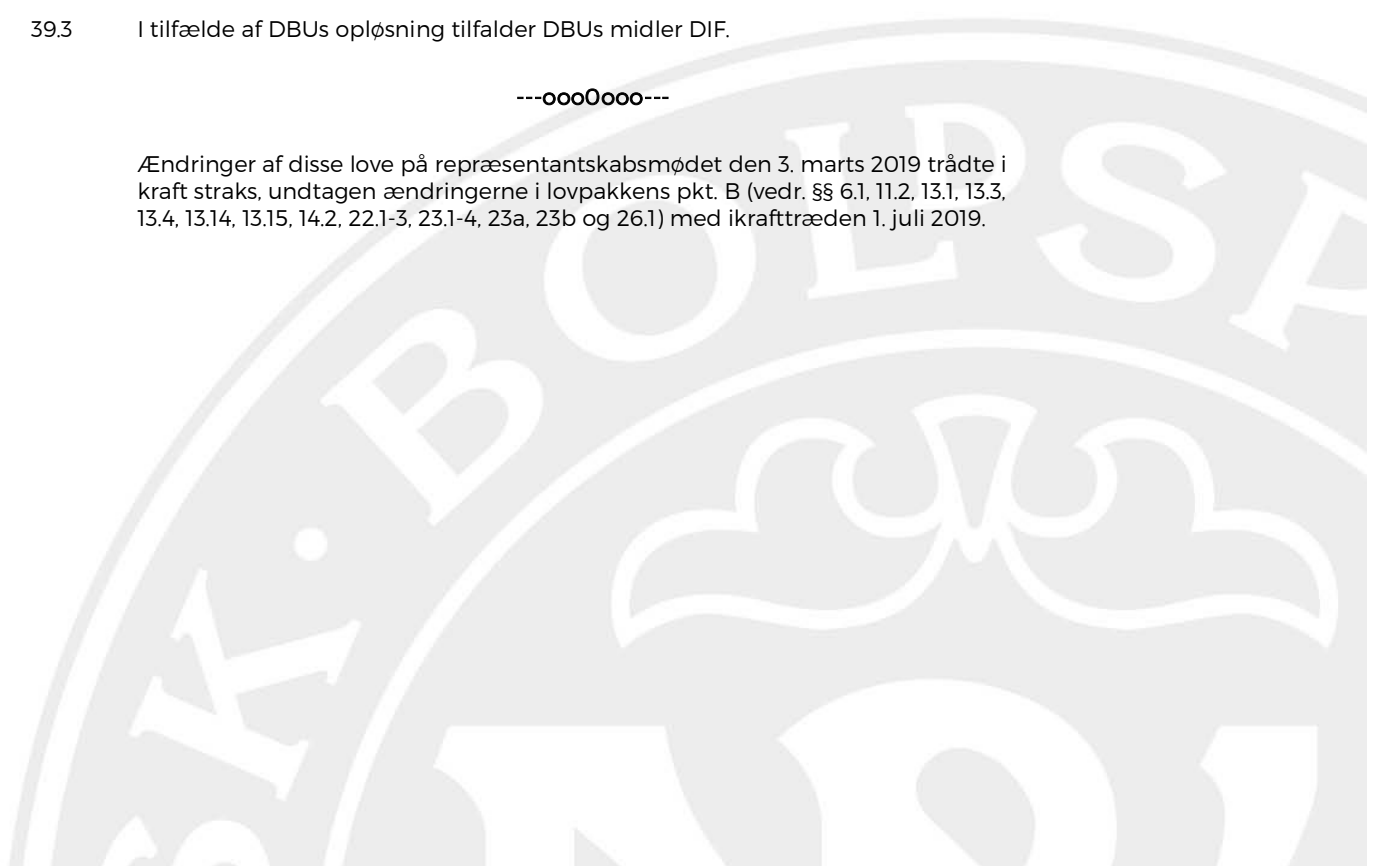 39.3 I tilfælde af DBUs opløsning tilfalder DBUs midler DIF.
---oooOooo---
Ændringer af disse love på repræsentantskabsmødet den 3. marts 2019 trådte i
kraft straks, undtagen ændringerne i lovpakkens pkt. B (vedr. §§ 6.1, 11.2, 13.1, 13.3,
13.4, 13.14, 13.15, 14.2, 22.1-3, 23.1-4, 23a, 23b og 26.1) med ikrafttræden 1. juli 2019.
SK · BOLDSP